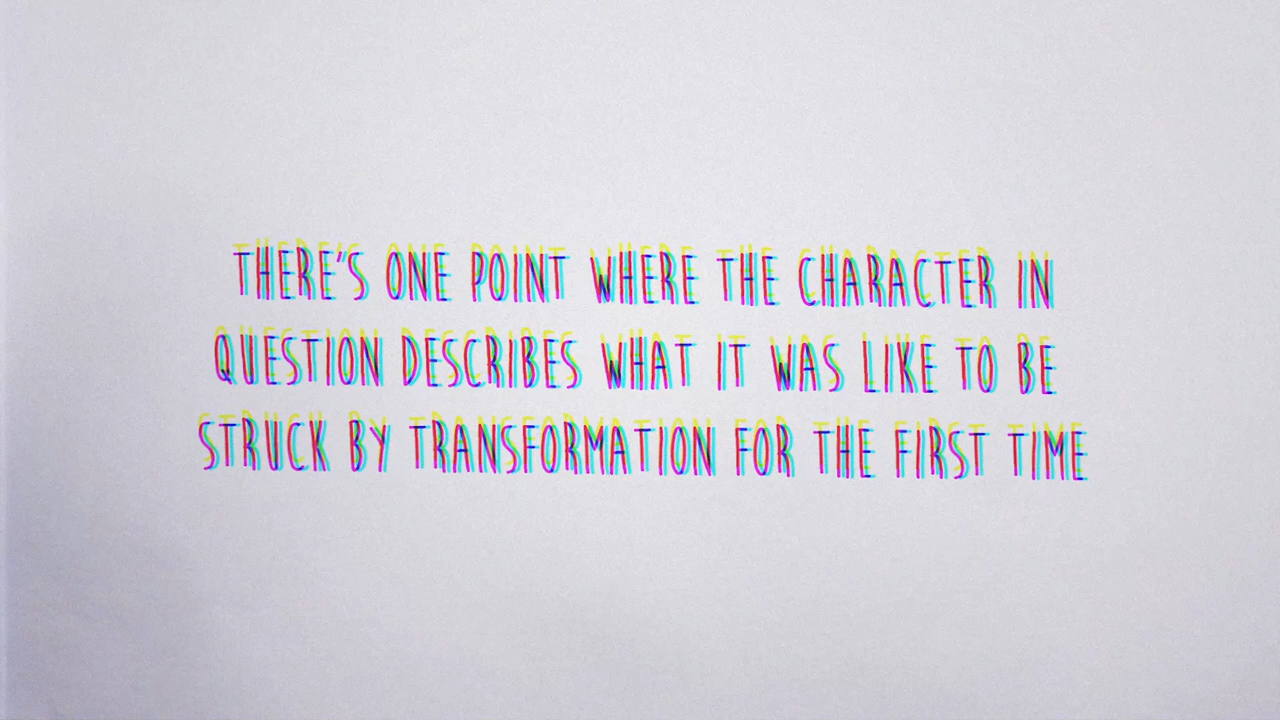 THERE'S ONE POINT WHERE THE CHARACTER IN
QUESTION DESCRIBES WHAT IT WAS LIKE TO BE
STRUCK BY TRANSFORMATION FOR THE FIRST TIME